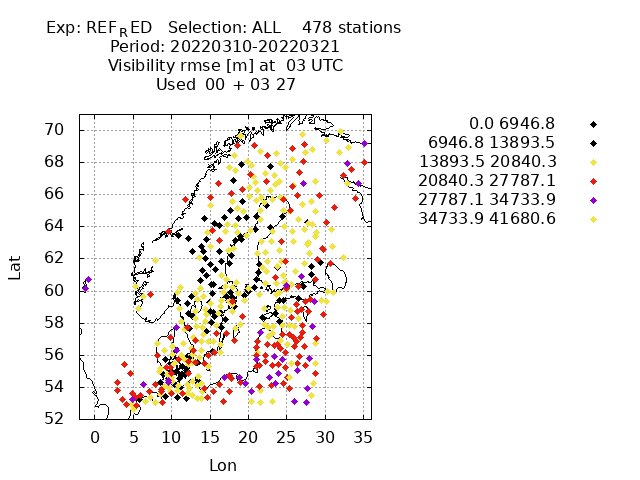 Exp: REFRED Selection: ALL 478 stations
Period: 20220310-20220321
Visibility rmse [m] at 03 UTC
Used 00 + 03 27
0.0 6946.8
6946.8 13893.5
13893.5 20840.3
20840.3 27787.1
27787.1 34733.9
34733.9 41680.6
70
68
66
64
62
60
58
56
54
52
Lat
0 5 10 15 20 25 30 35
Lon